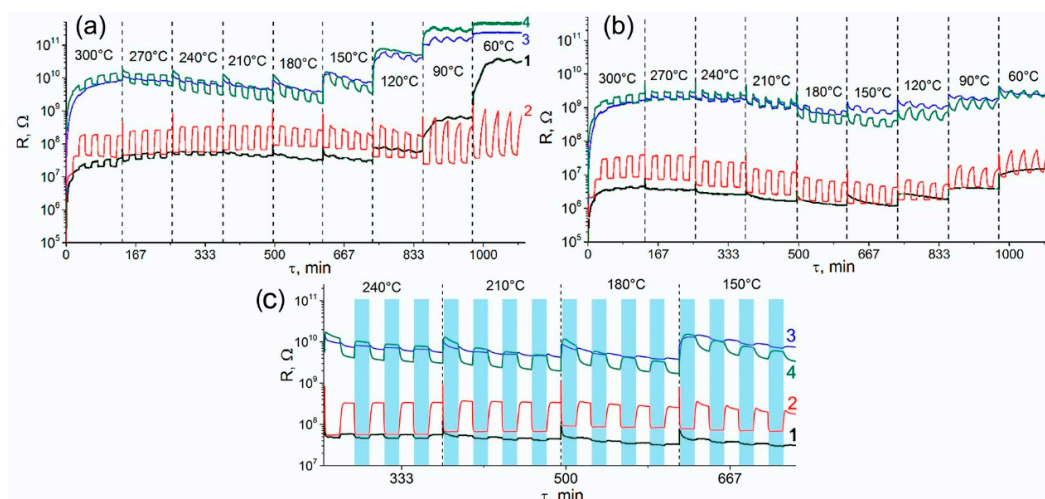 (a)
300°C 270°C 240°C 210°C 180°C 150°C 120°C 90°C 60°C
4
3
1
2
R, Ω
10¹¹
10¹⁰
10⁹
10⁸
10⁷
10⁶
10⁵
0 167 333 500 667 833 1000
τ, min
(b)
300°C 270°C 240°C 210°C 180°C 150°C 120°C 90°C 60°C
R, Ω
10¹¹
10¹⁰
10⁹
10⁸
10⁷
10⁶
10⁵
0 167 333 500 667 833 1000
τ, min
(c)
240°C 210°C 180°C 150°C
R, Ω
10¹¹
10¹⁰
10⁹
10⁸
10⁷
3
4
2
1
333 500 667
τ, min